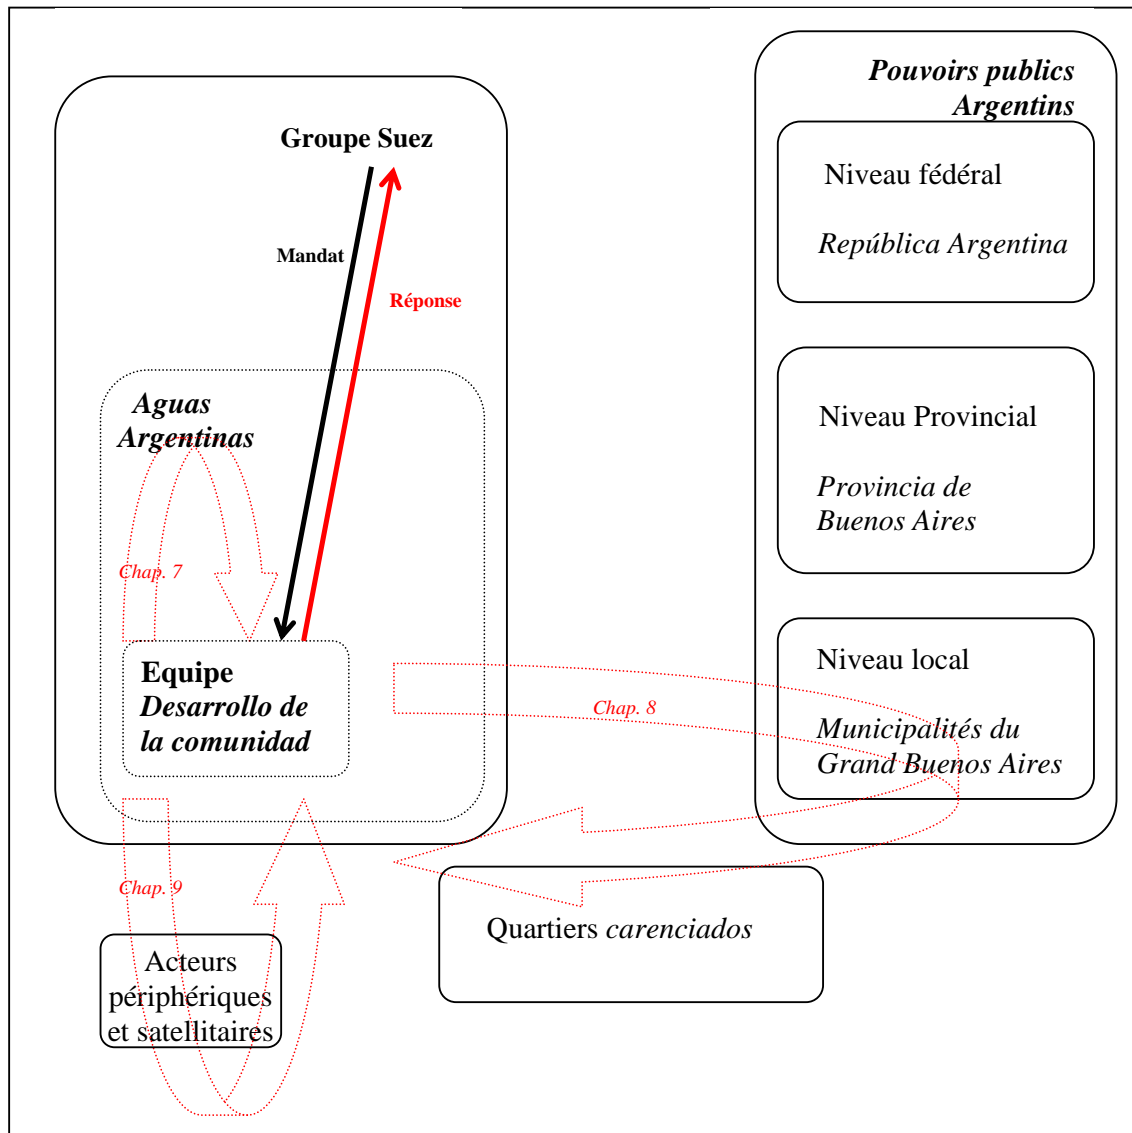 Groupe Suez
Mandat
Réponse
Aguas
Argentinas
Chap. 7
Equipe
Desarrollo de
la comunidad
Chap. 9
Acteurs
périphériques
et satellitaires
Pouvoirs publics
Argentins
Niveau fédéral
República Argentina
Niveau Provincial
Provincia de
Buenos Aires
Niveau local
Municipalités du
Grand Buenos Aires
Chap. 8
Quartiers carenciados